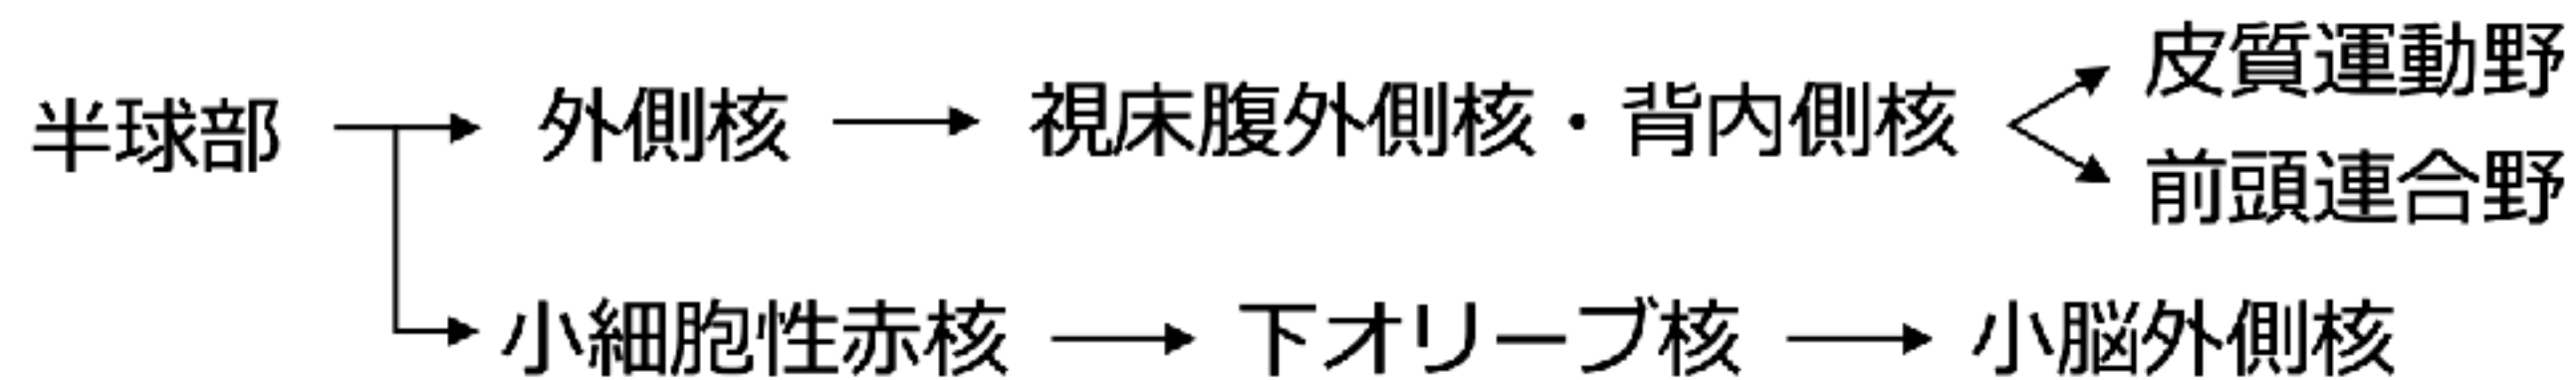 半球部
外側核
視床腹外側核・背内側核
皮質運動野
前頭連合野
小細胞性赤核
下オリーブ核
小脳外側核